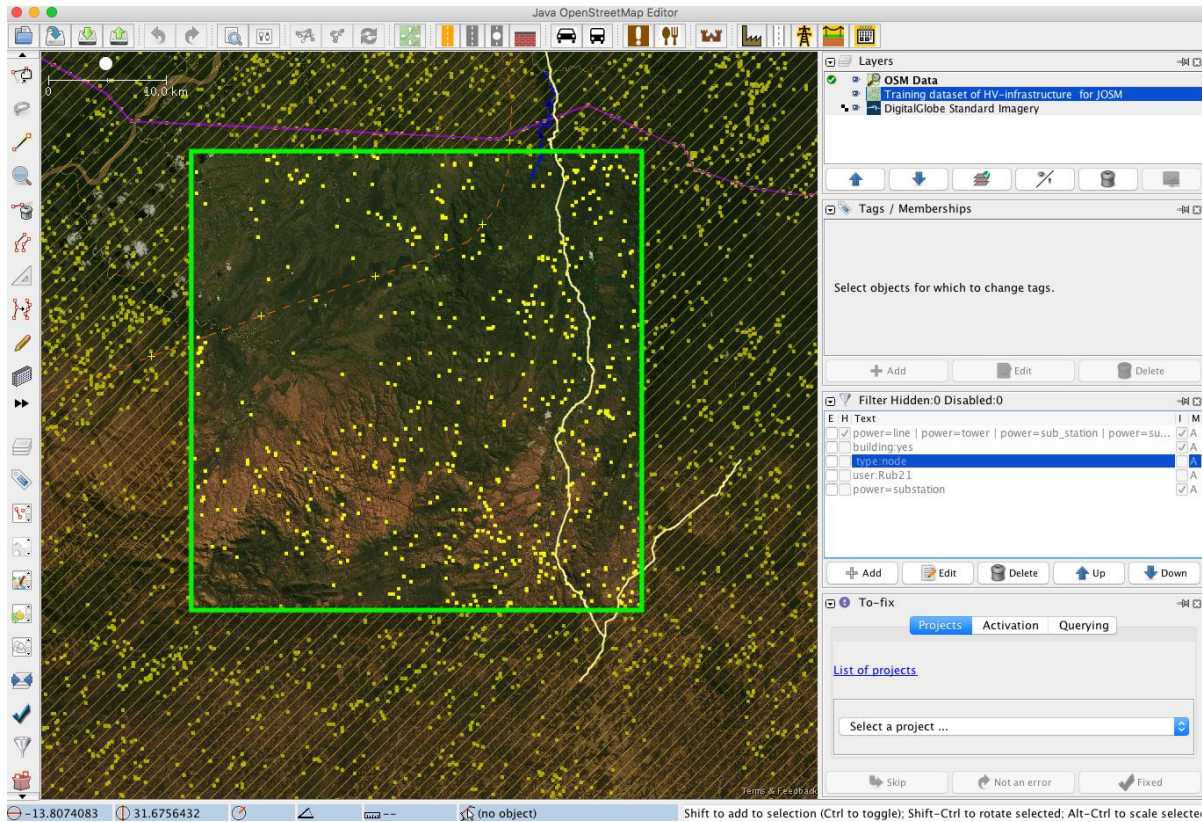 Java OpenStreetMap Editor
0
10,0 km
Layers
OSM Data
Training dataset of HV-infrastructure for JOSM
DigitalGlobe Standard Imagery
Tags / Memberships
Select objects for which to change tags.
Add
Edit
Delete
Filter Hidden:0 Disabled:0
E H Text I M
power=line | power=tower | power=sub_station | power=su... A
building:yes A
type:node A
user:Rub21 A
power=substation A
Add
Edit
Delete
Up
Down
To-fix
Projects
Activation
Querying
List of projects
Select a project ...
Skip
Not an error
Fixed
Terms & Feedback
-13.8074083
31.6756432
--
(no object)
Shift to add to selection (Ctrl to toggle); Shift-Ctrl to rotate selected; Alt-Ctrl to scale selected